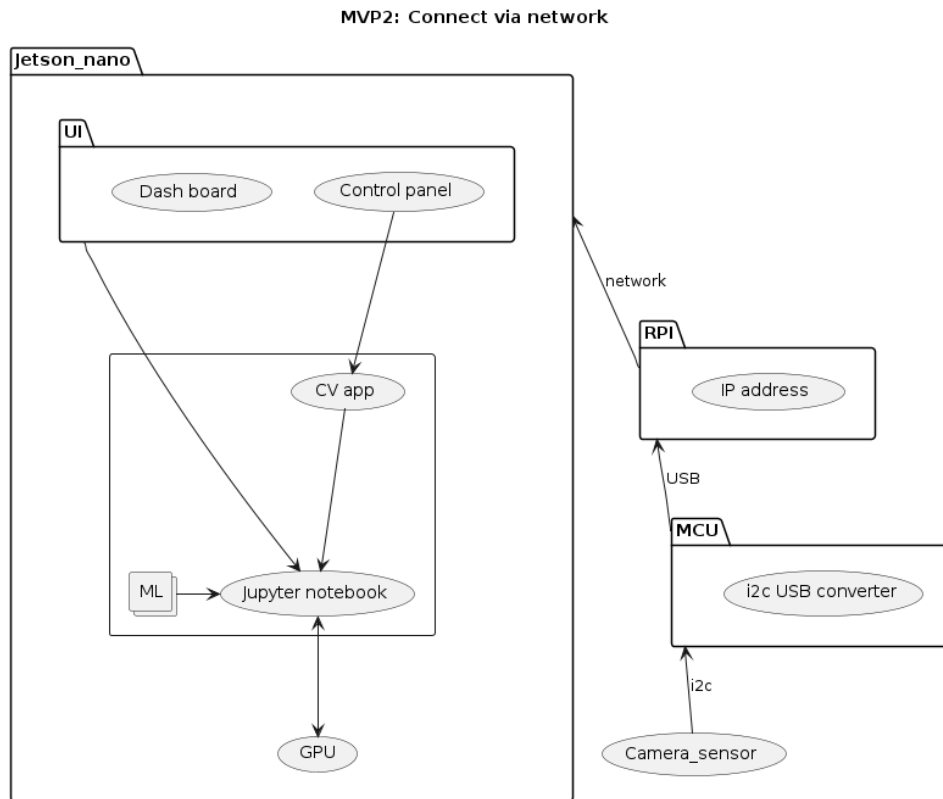 MVP2: Connect via network
Jetson_nano
UI
Dash board
Control panel
network
RPI
CV app
IP address
USB
MCU
ML
Jupyter notebook
i2c USB converter
i2c
GPU
Camera_sensor